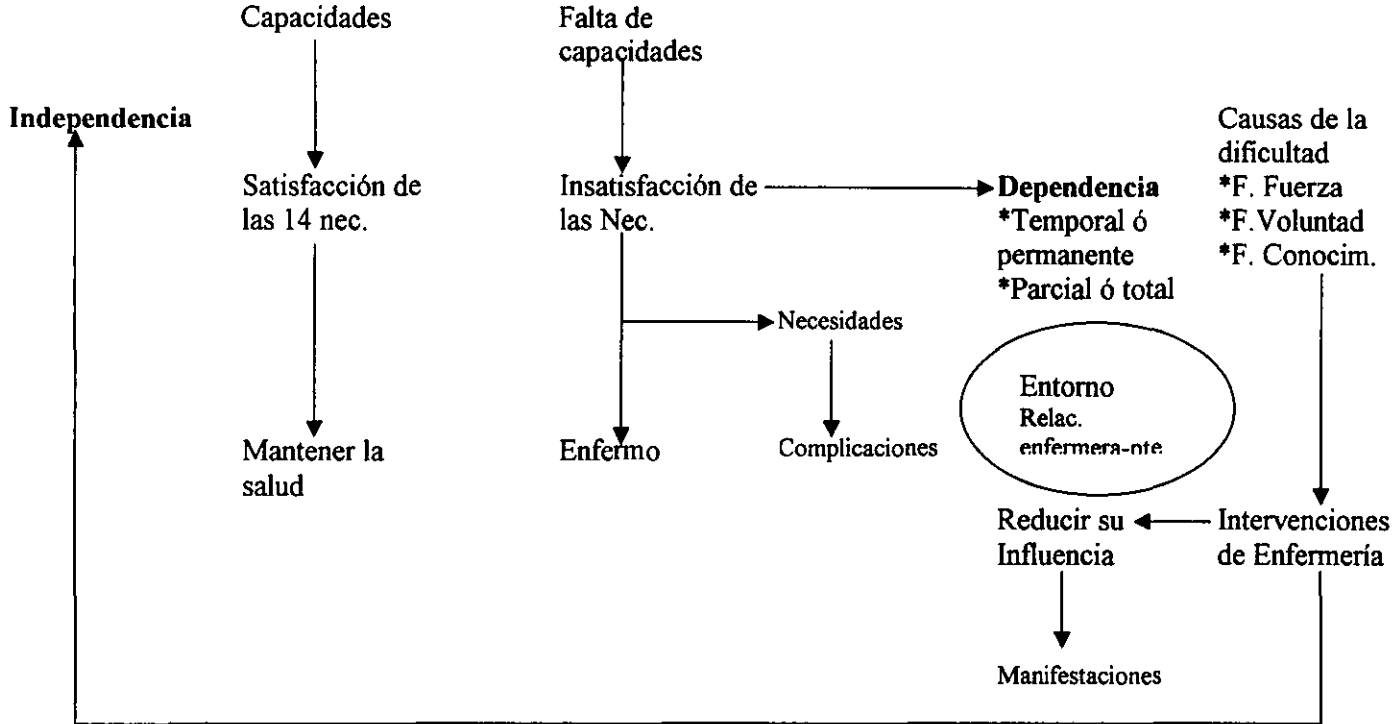 Capacidades
Falta de
capacidades
Independencia
Satisfacción de
las 14 nec.
Insatisfacción de
las Nec.
Dependencia
*Temporal ó
permanente
*Parcial ó total
Causas de la
dificultad
*F. Fuerza
*F.Voluntad
*F. Conocim.
Necesidades
Entorno
Relac.
enfermera-pte
Mantener la
salud
Enfermo
Complicaciones
Reducir su
Influencia
Intervenciones
de Enfermería
Manifestaciones